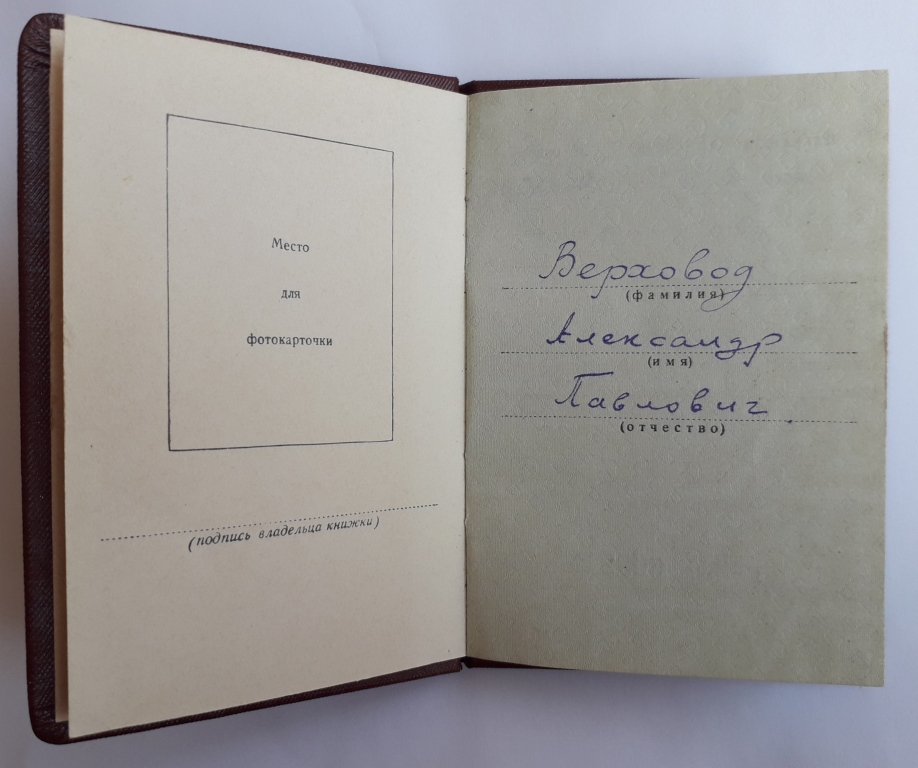 Место
для
фотокарточки
(подпись владельца книжки)
Верховод
(фамилия)
Александр
(имя)
Павлович
(отчество)